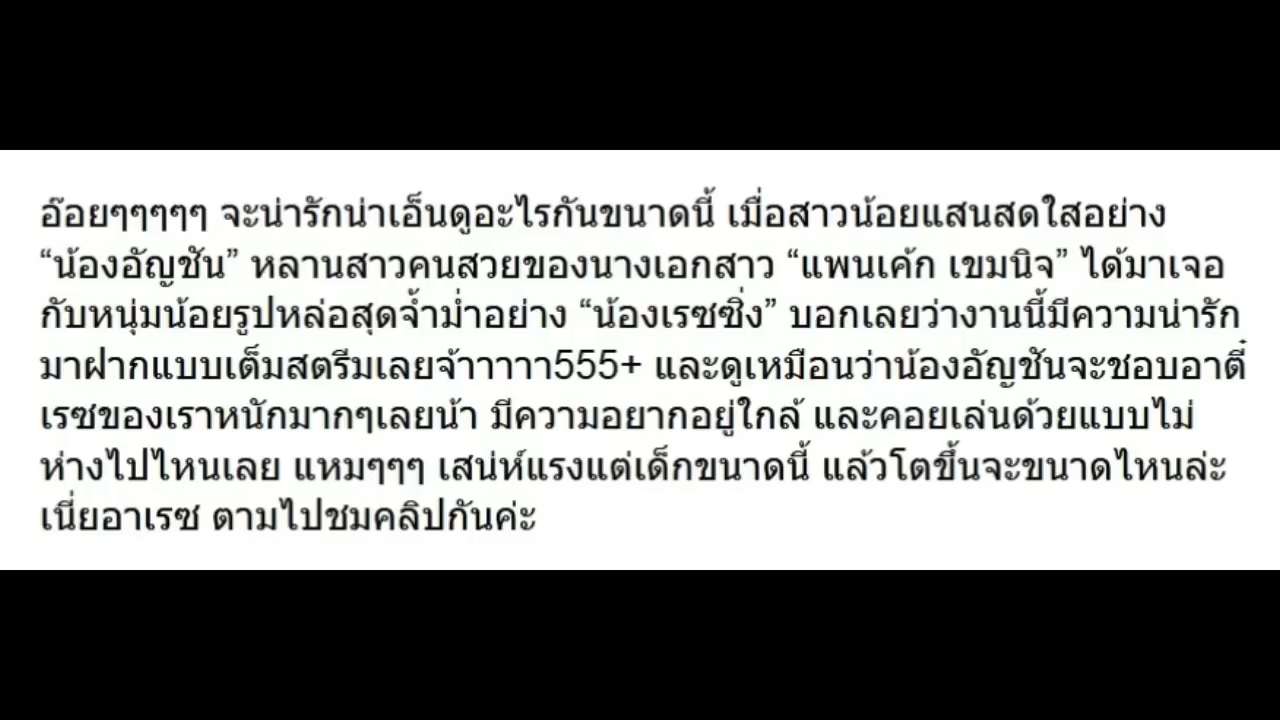 อ๊อยๆๆๆๆๆ จะน่ารักน่าเอ็นดูอะไรกันขนาดนี้ เมื่อสาวน้อยแสนสดใสอย่าง
“น้องอัญชัน” หลานสาวคนสวยของนางเอกสาว “แพนเค้ก เขมนิจ” ได้มาเจอ
กับหนุ่มน้อยรูปหล่อสุดจ้ำม่ำอย่าง “น้องเรซซิ่ง” บอกเลยว่างานนี้มีความน่ารัก
มาฝากแบบเต็มสตรีมเลยจ้าาาาา555+ และดูเหมือนว่าน้องอัญชันจะชอบอาตี๋
เรซของเราหนักมากๆเลยน้า มีความอยากอยู่ใกล้ และคอยเล่นด้วยแบบไม่
ห่างไปไหนเลย แหมๆๆๆ เสน่ห์แรงแต่เด็กขนาดนี้ แล้วโตขึ้นจะขนาดไหนล่ะ
เนี่ยอาเรซ ตามไปชมคลิปกันค่ะ